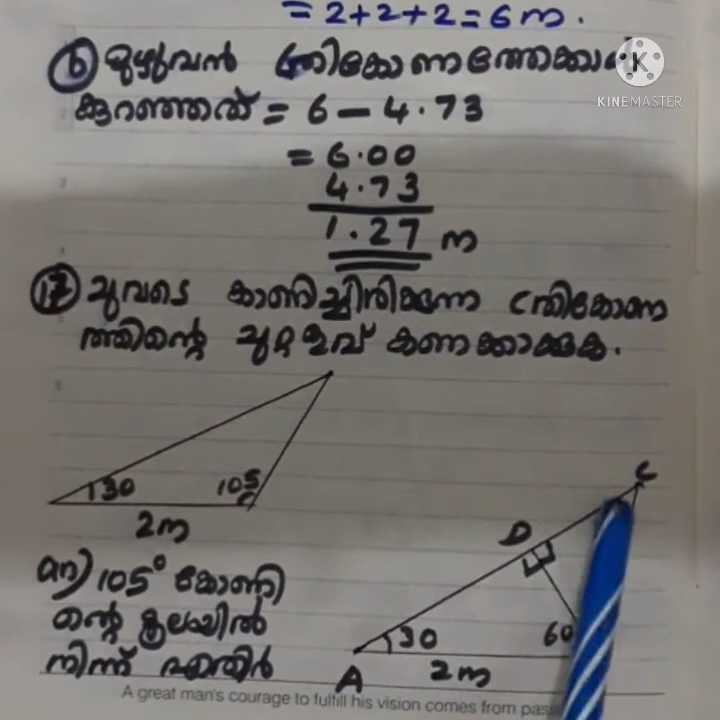 = 2+2+2 = 6 m.
b) മുഴുവൻ ത്രികോണത്തേക്കാൾ
കുറഞ്ഞത് = 6 - 4.73
= 6.00
4.73
1.27 m
ചുവടെ കാണിച്ചിരിക്കുന്ന ത്രികോണ
ത്തിന്റെ ചുറ്റളവ് കണക്കാക്കുക.
30 105
2m
105° കോണി
ന്റെ മൂലയിൽ
നിന്ന് എതിർ
C
D
30 60
A 2m
A great man's courage to fulfill his vision comes from pas
K
KINEMASTER